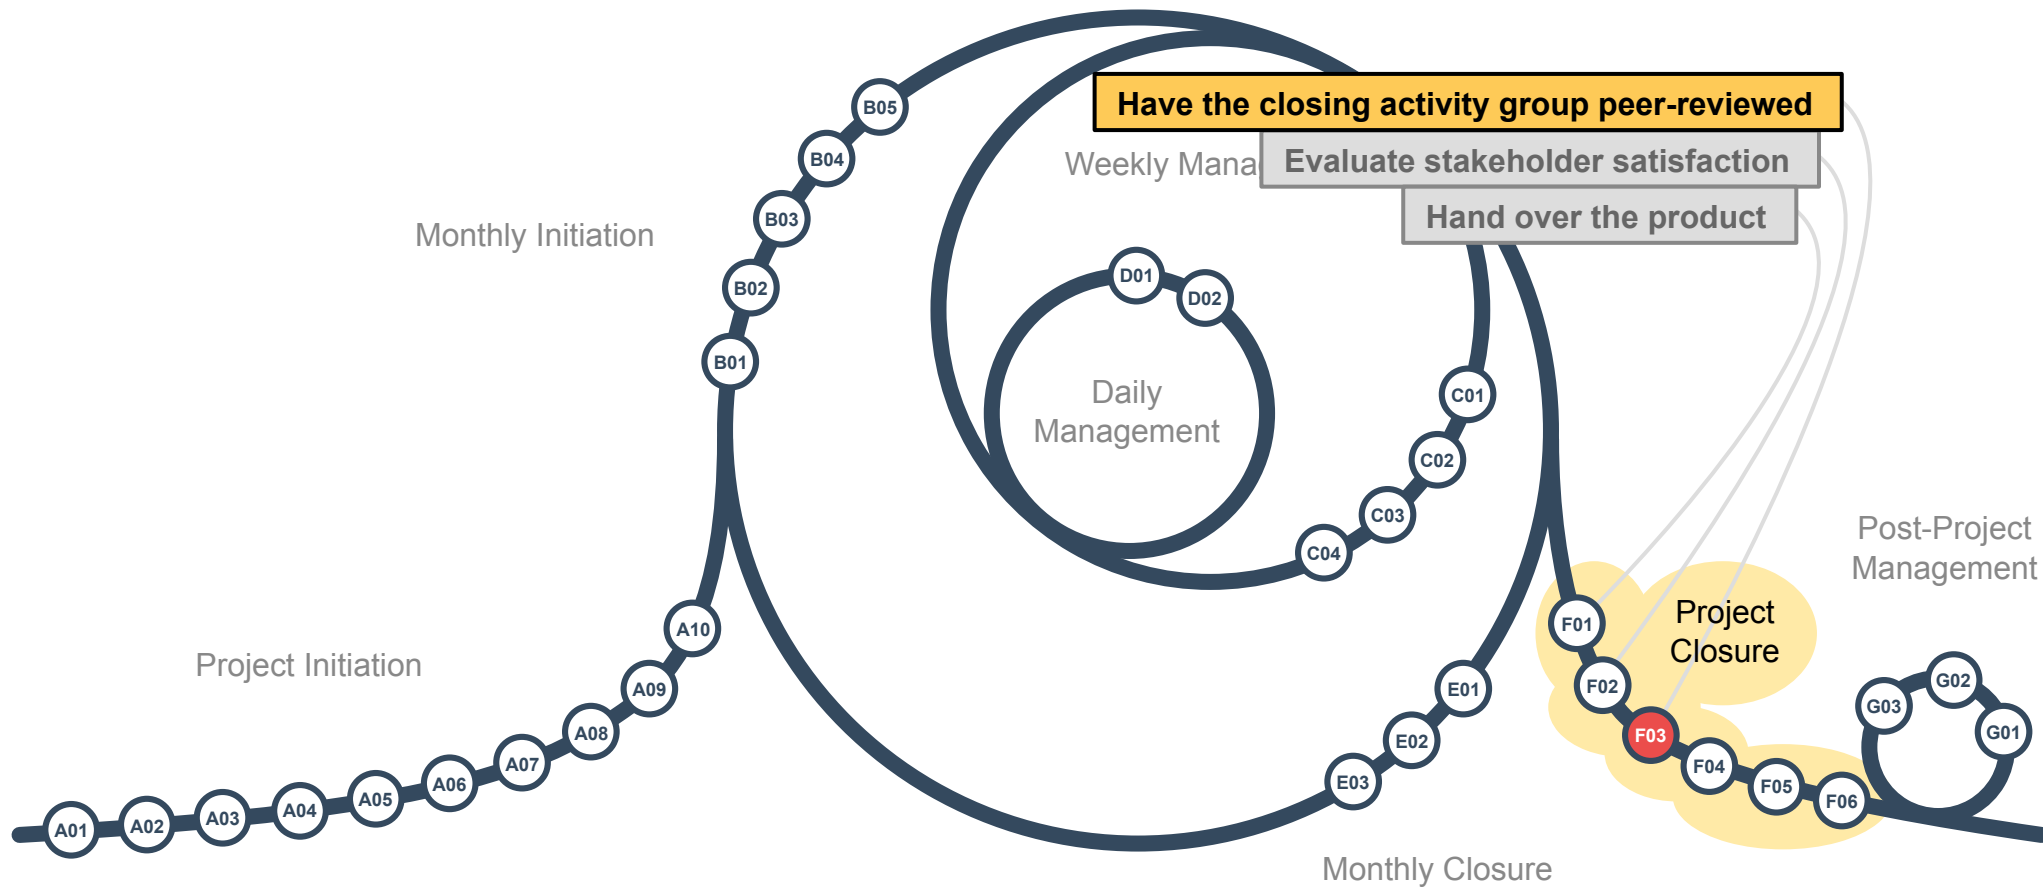 Have the closing activity group peer-reviewed
Weekly Mana
Evaluate stakeholder satisfaction
Hand over the product
Monthly Initiation
B05
B04
B03
B02
B01
D01
D02
Daily
Management
C01
C02
C03
C04
Post-Project
Management
Project
Closure
Project Initiation
A01
A02
A03
A04
A05
A06
A07
A08
A09
A10
E01
E02
E03
F01
F02
F03
F04
F05
F06
G03
G02
G01
Monthly Closure